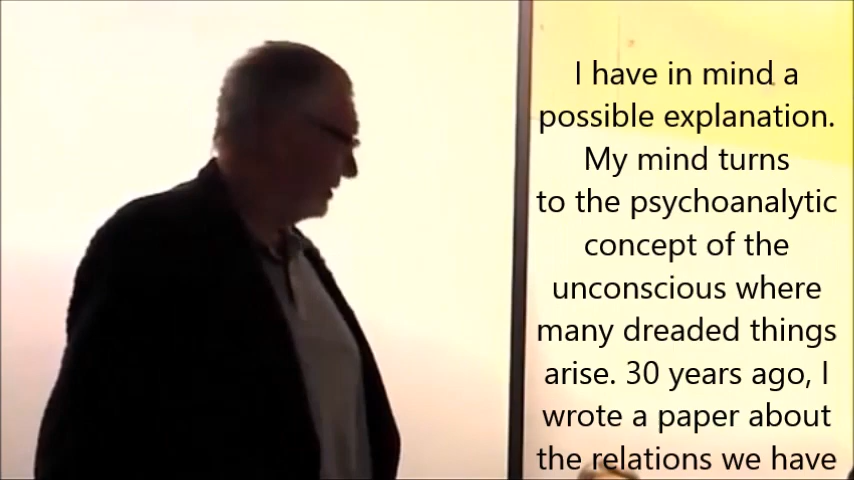 I have in mind a
possible explanation.
My mind turns
to the psychoanalytic
concept of the
unconscious where
many dreaded things
arise. 30 years ago, I
wrote a paper about
the relations we have